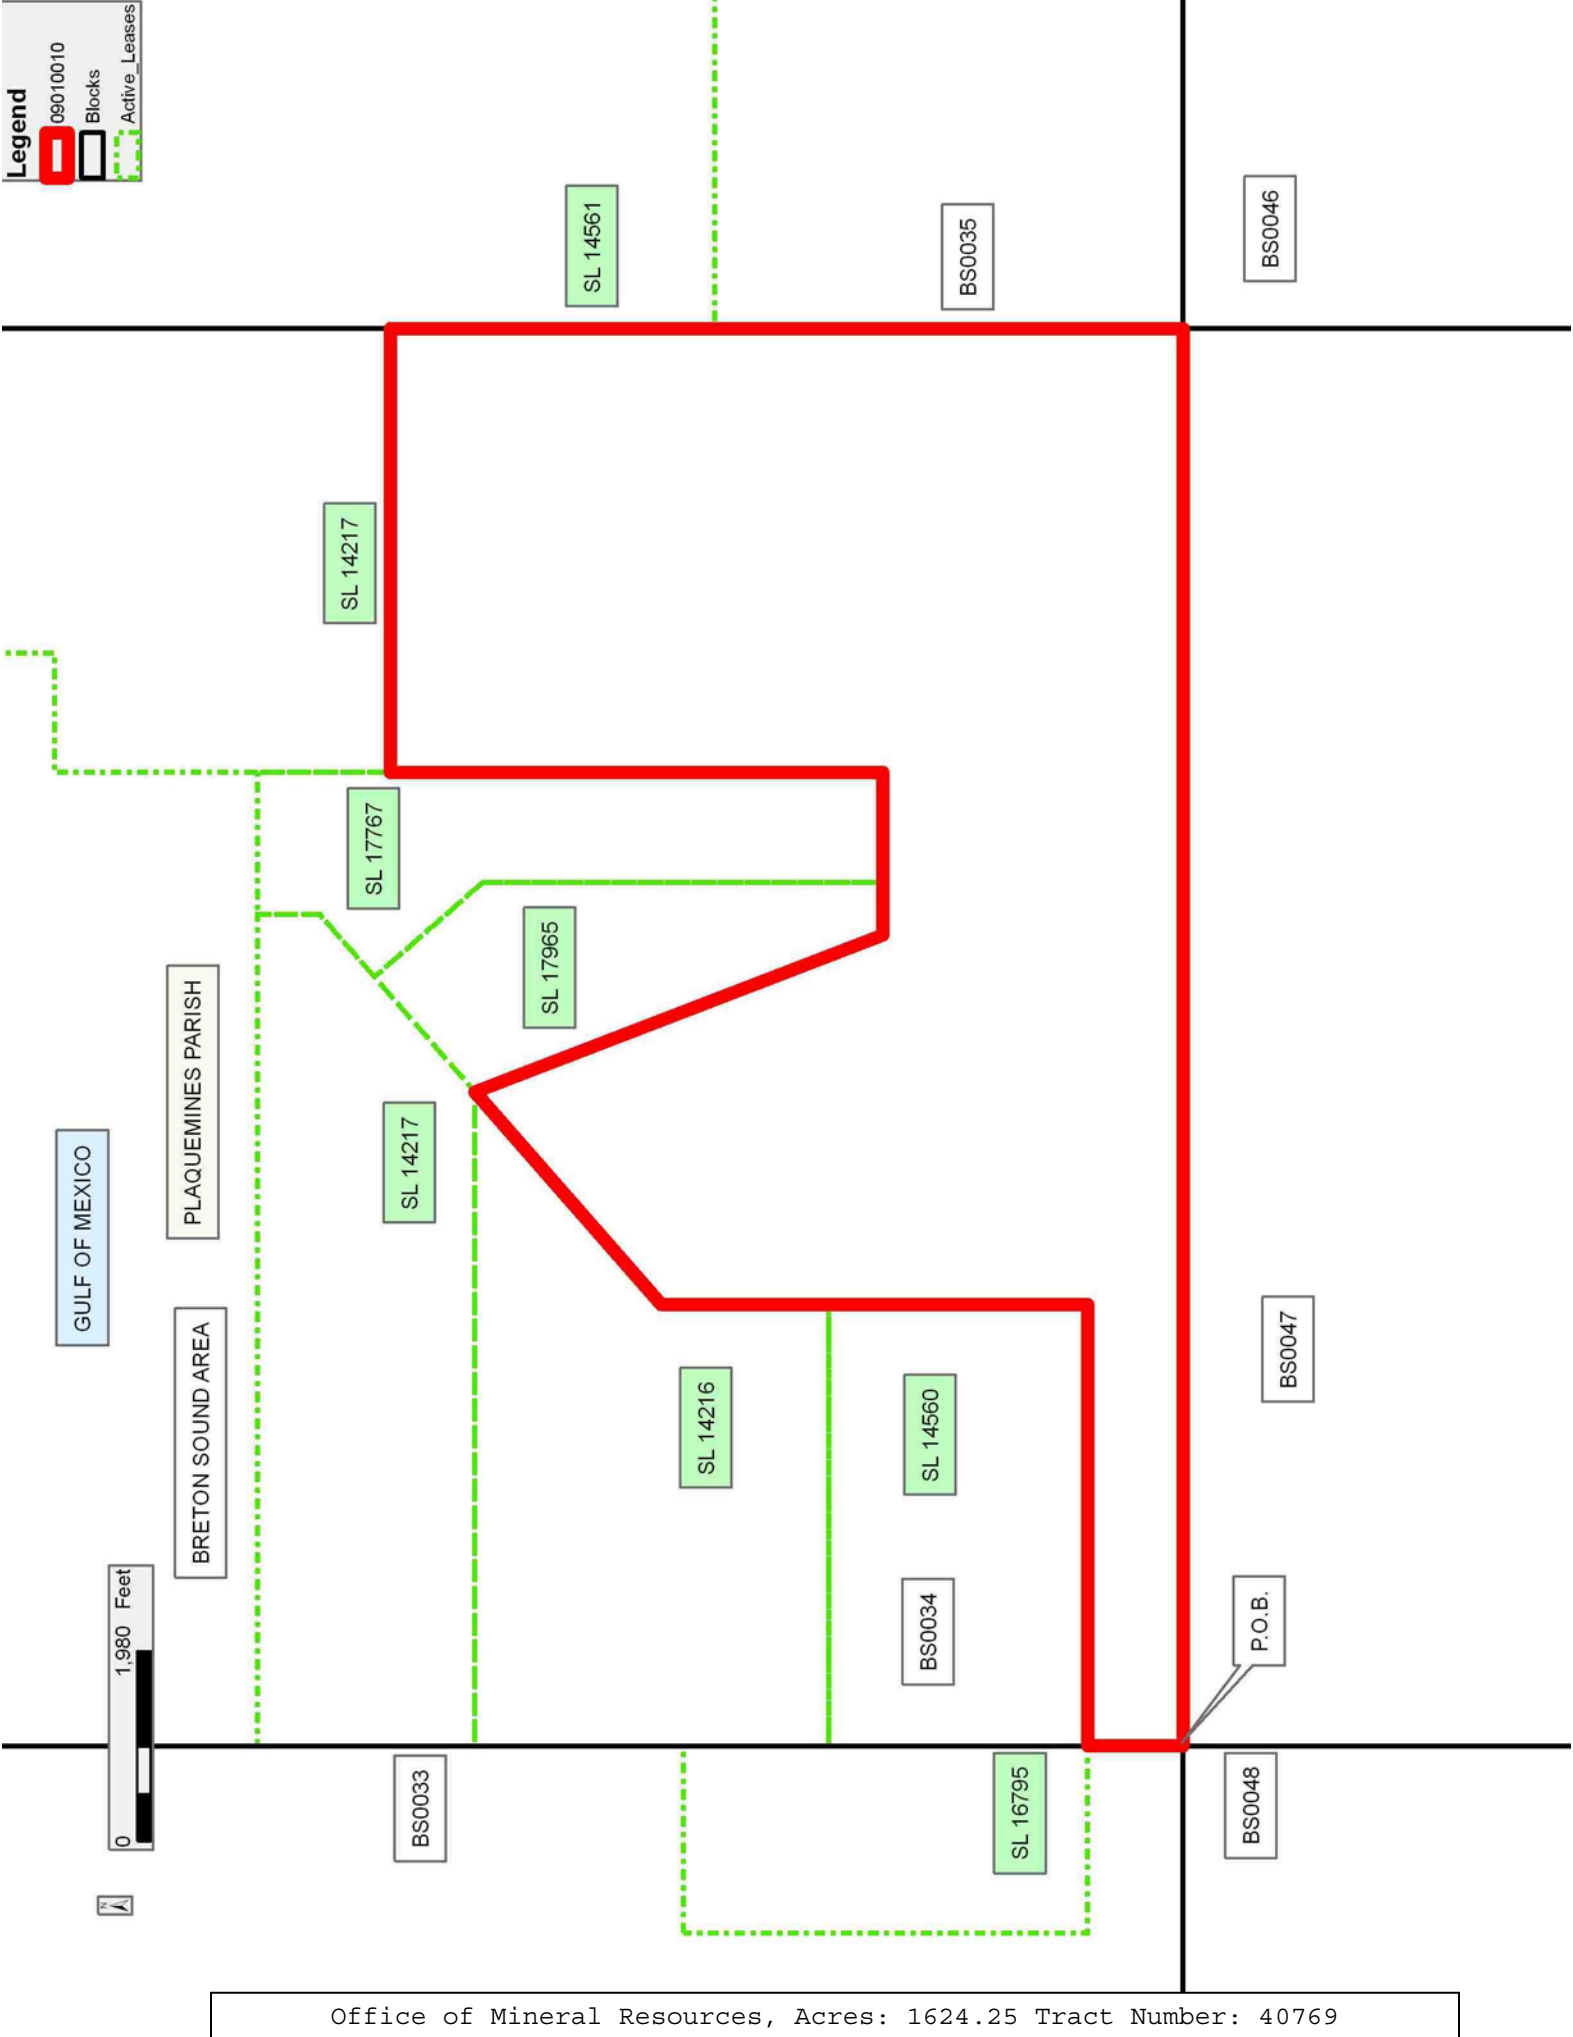 Legend
09010010
Blocks
Active_Leases
SL 14561
BS0035
BS0046
SL 14217
SL 17767
SL 17965
PLAQUEMINES PARISH
GULF OF MEXICO
SL 14217
BRETON SOUND AREA
SL 14216
SL 14560
BS0047
BS0034
P.O.B.
0 1,980 Feet
BS0033
SL 16795
BS0048
N
Office of Mineral Resources, Acres: 1624.25 Tract Number: 40769